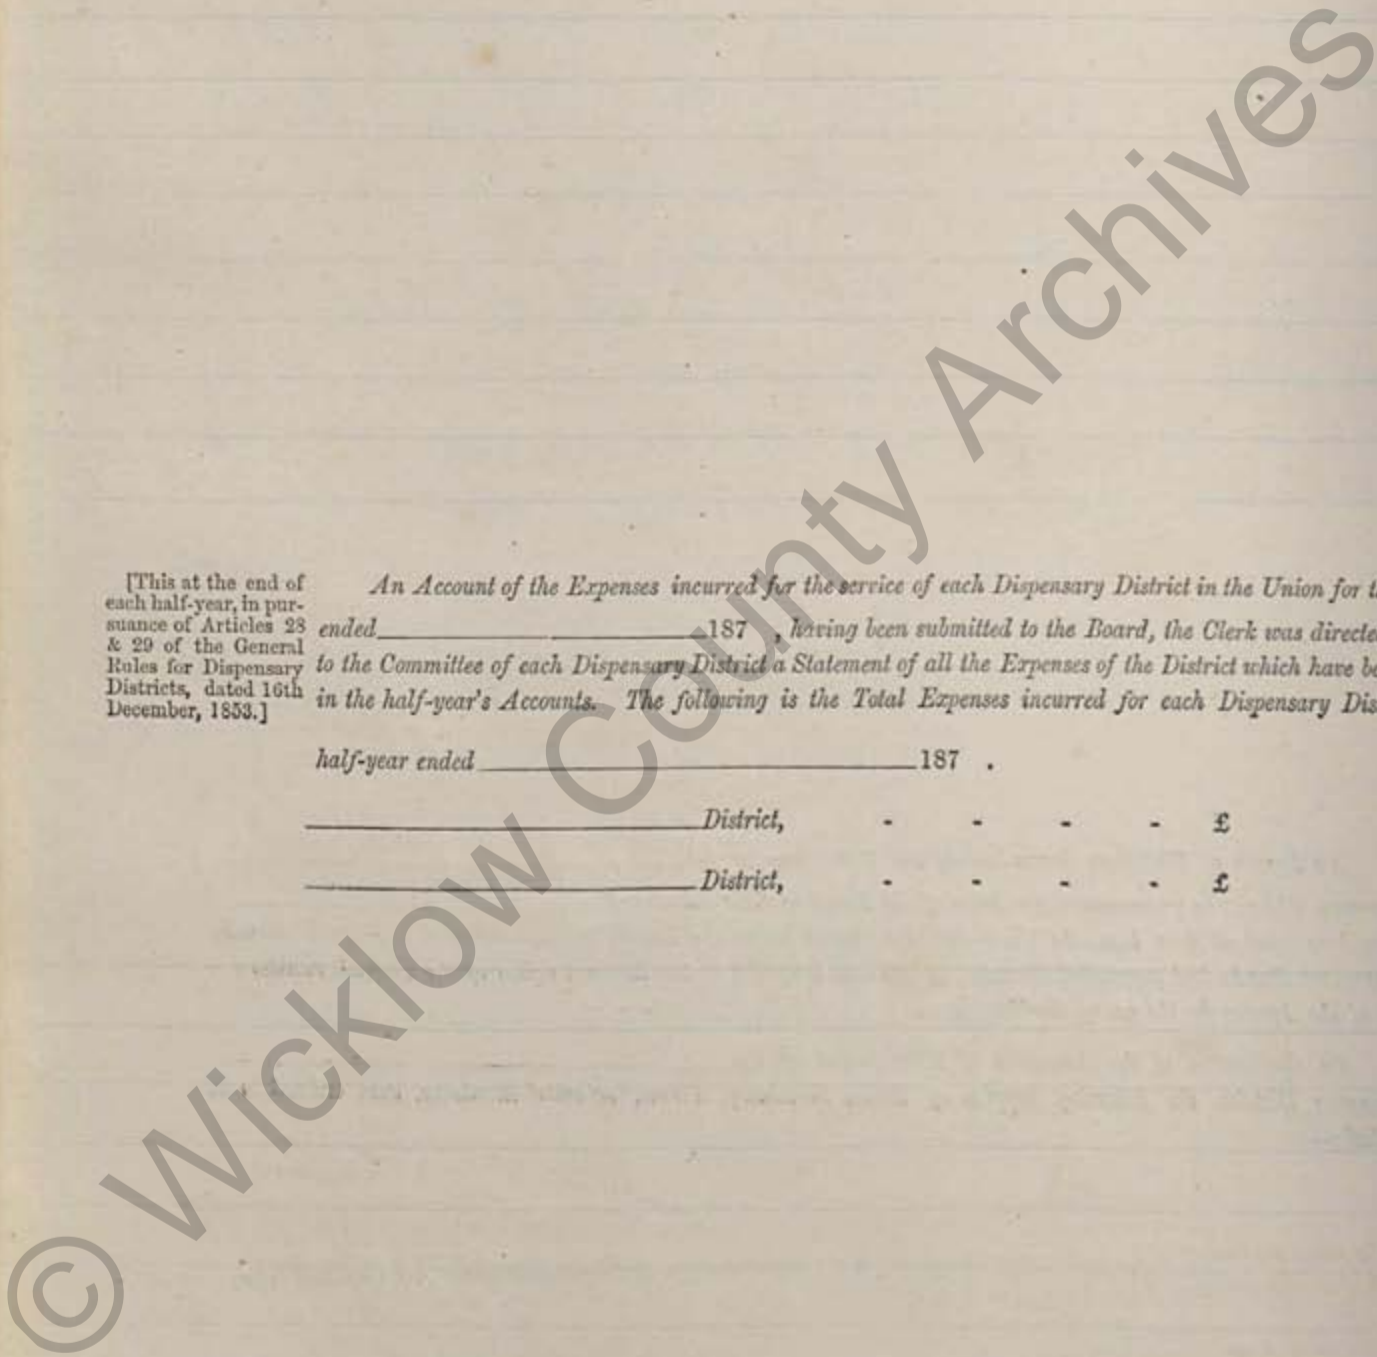 [This at the end of
each half-year, in pur-
suance of Articles 28
& 29 of the General
Rules for Dispensary
Districts, dated 16th
December, 1853.]
An Account of the Expenses incurred for the service of each Dispensary District in the Union for t
ended 187 , having been submitted to the Board, the Clerk was directe
to the Committee of each Dispensary District a Statement of all the Expenses of the District which have be
in the half-year's Accounts. The following is the Total Expenses incurred for each Dispensary Dis
half-year ended 187 .
District, - - - - £
District, - - - - £
© Wicklow County Archives